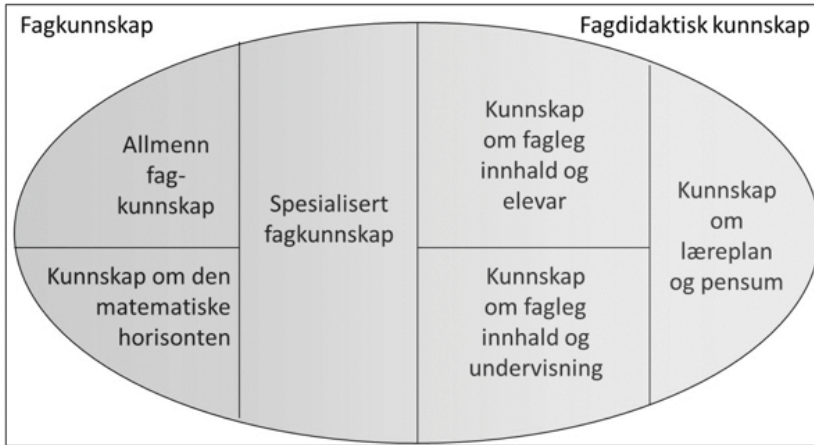 Fagkunnskap
Fagdidaktisk kunnskap
Allmenn
fag-
kunnskap
Kunnskap om den
matematiske
horisonten
Spesialisert
fagkunnskap
Kunnskap
om fagleg
innhald og
elevar
Kunnskap
om fagleg
innhald og
undervisning
Kunnskap
om
læreplan
og pensum